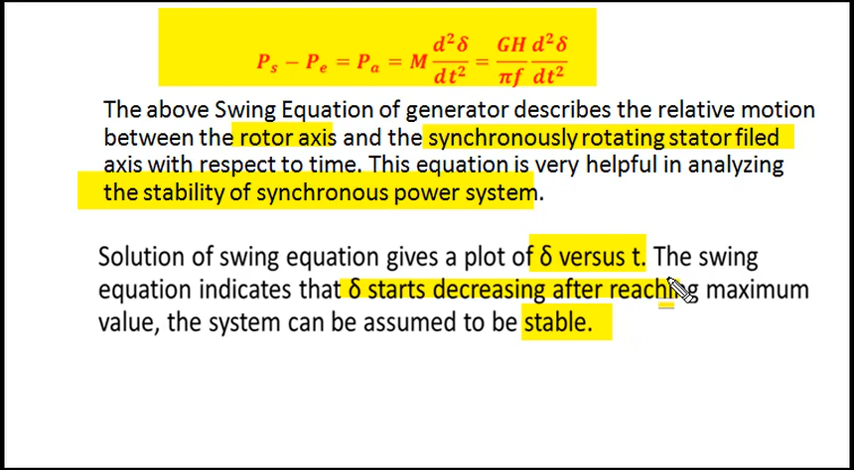 P_s − P_e = P_a = M d²δ/dt² = GH/πf d²δ/dt²
The above Swing Equation of generator describes the relative motion
between the rotor axis and the synchronously rotating stator filed
axis with respect to time. This equation is very helpful in analyzing
the stability of synchronous power system.
Solution of swing equation gives a plot of δ versus t. The swing
equation indicates that δ starts decreasing after reaching maximum
value, the system can be assumed to be stable.